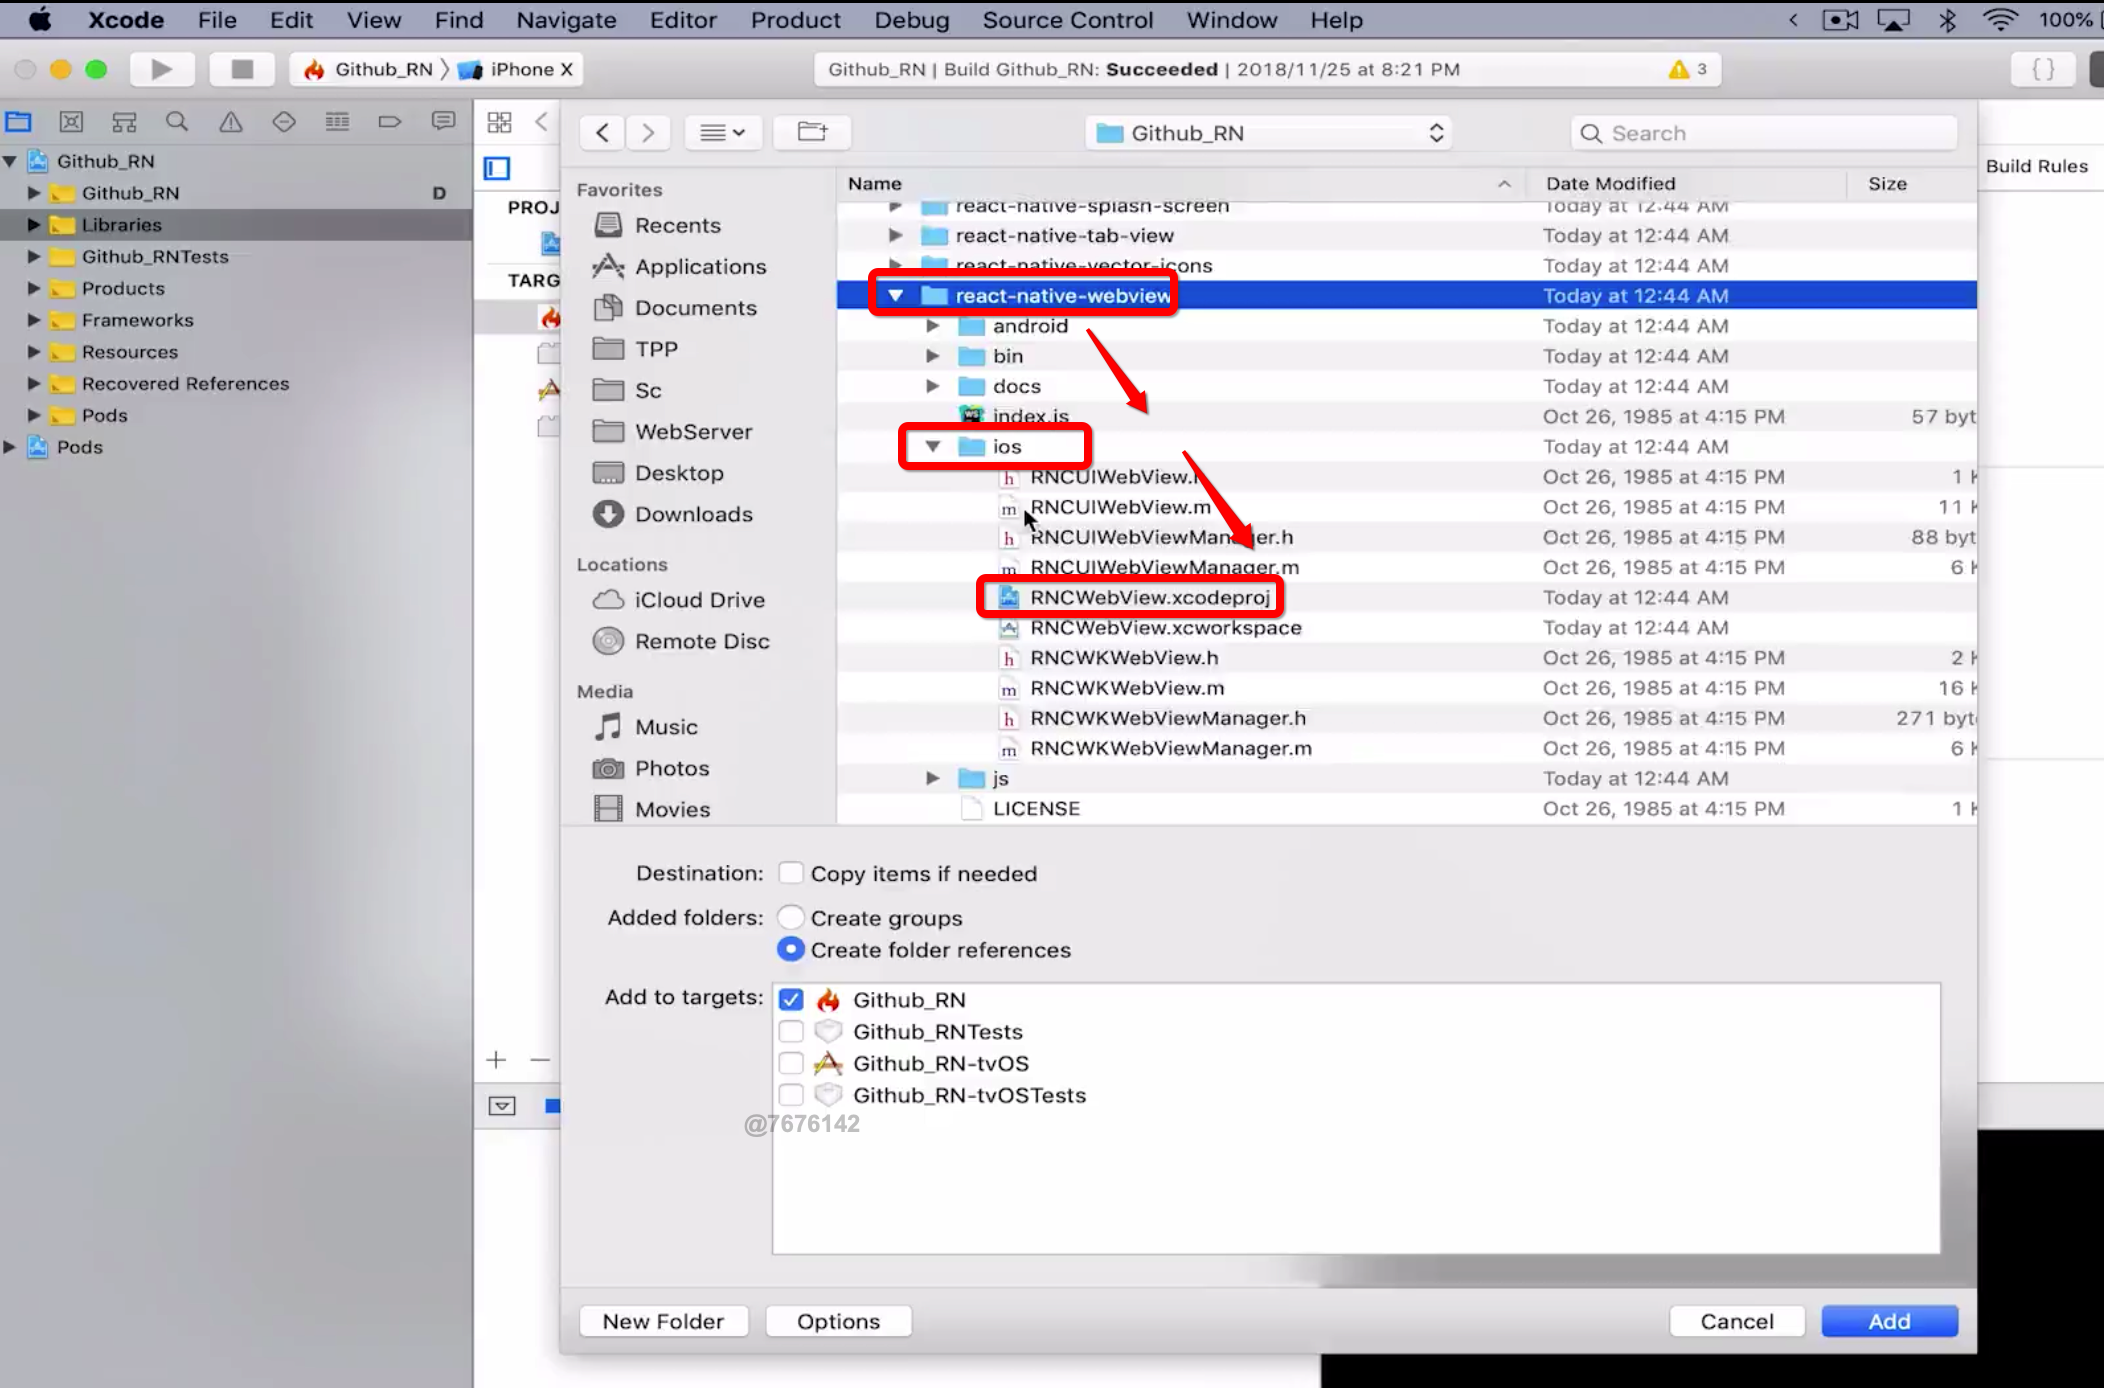 Xcode File Edit View Find Navigate Editor Product Debug Source Control Window Help 100%
Github_RN 〉 iPhone X
Github_RN | Build Github_RN: Succeeded | 2018/11/25 at 8:21 PM 3
{ }
Github_RN
Search
Github_RN
Github_RN D
Libraries
Github_RNTests
Products
Frameworks
Resources
Recovered References
Pods
Pods
PROJ
TARG
Build Rules
Favorites
Recents
Applications
Documents
TPP
Sc
WebServer
Desktop
Downloads
Locations
iCloud Drive
Remote Disc
Media
Music
Photos
Movies
Name Date Modified Size
react-native-splash-screen Today at 12:44 AM
react-native-tab-view Today at 12:44 AM
react-native-vector-icons Today at 12:44 AM
react-native-webview Today at 12:44 AM
android Today at 12:44 AM
bin Today at 12:44 AM
docs Today at 12:44 AM
index.js Oct 26, 1985 at 4:15 PM 57 byt
ios Today at 12:44 AM
h RNCUIWebView.h Oct 26, 1985 at 4:15 PM 1 K
m RNCUIWebView.m Oct 26, 1985 at 4:15 PM 11 K
h RNCUIWebViewManager.h Oct 26, 1985 at 4:15 PM 88 byt
m RNCUIWebViewManager.m Oct 26, 1985 at 4:15 PM 6 K
RNCWebView.xcodeproj Today at 12:44 AM
RNCWebView.xcworkspace Today at 12:44 AM
h RNCWKWebView.h Oct 26, 1985 at 4:15 PM 2 K
m RNCWKWebView.m Oct 26, 1985 at 4:15 PM 16 K
h RNCWKWebViewManager.h Oct 26, 1985 at 4:15 PM 271 byt
m RNCWKWebViewManager.m Oct 26, 1985 at 4:15 PM 6 K
js Today at 12:44 AM
LICENSE Oct 26, 1985 at 4:15 PM 1 K
Destination: Copy items if needed
Added folders: Create groups
Create folder references
Add to targets: Github_RN
Github_RNTests
Github_RN-tvOS
Github_RN-tvOSTests
@7676142
New Folder Options Cancel Add